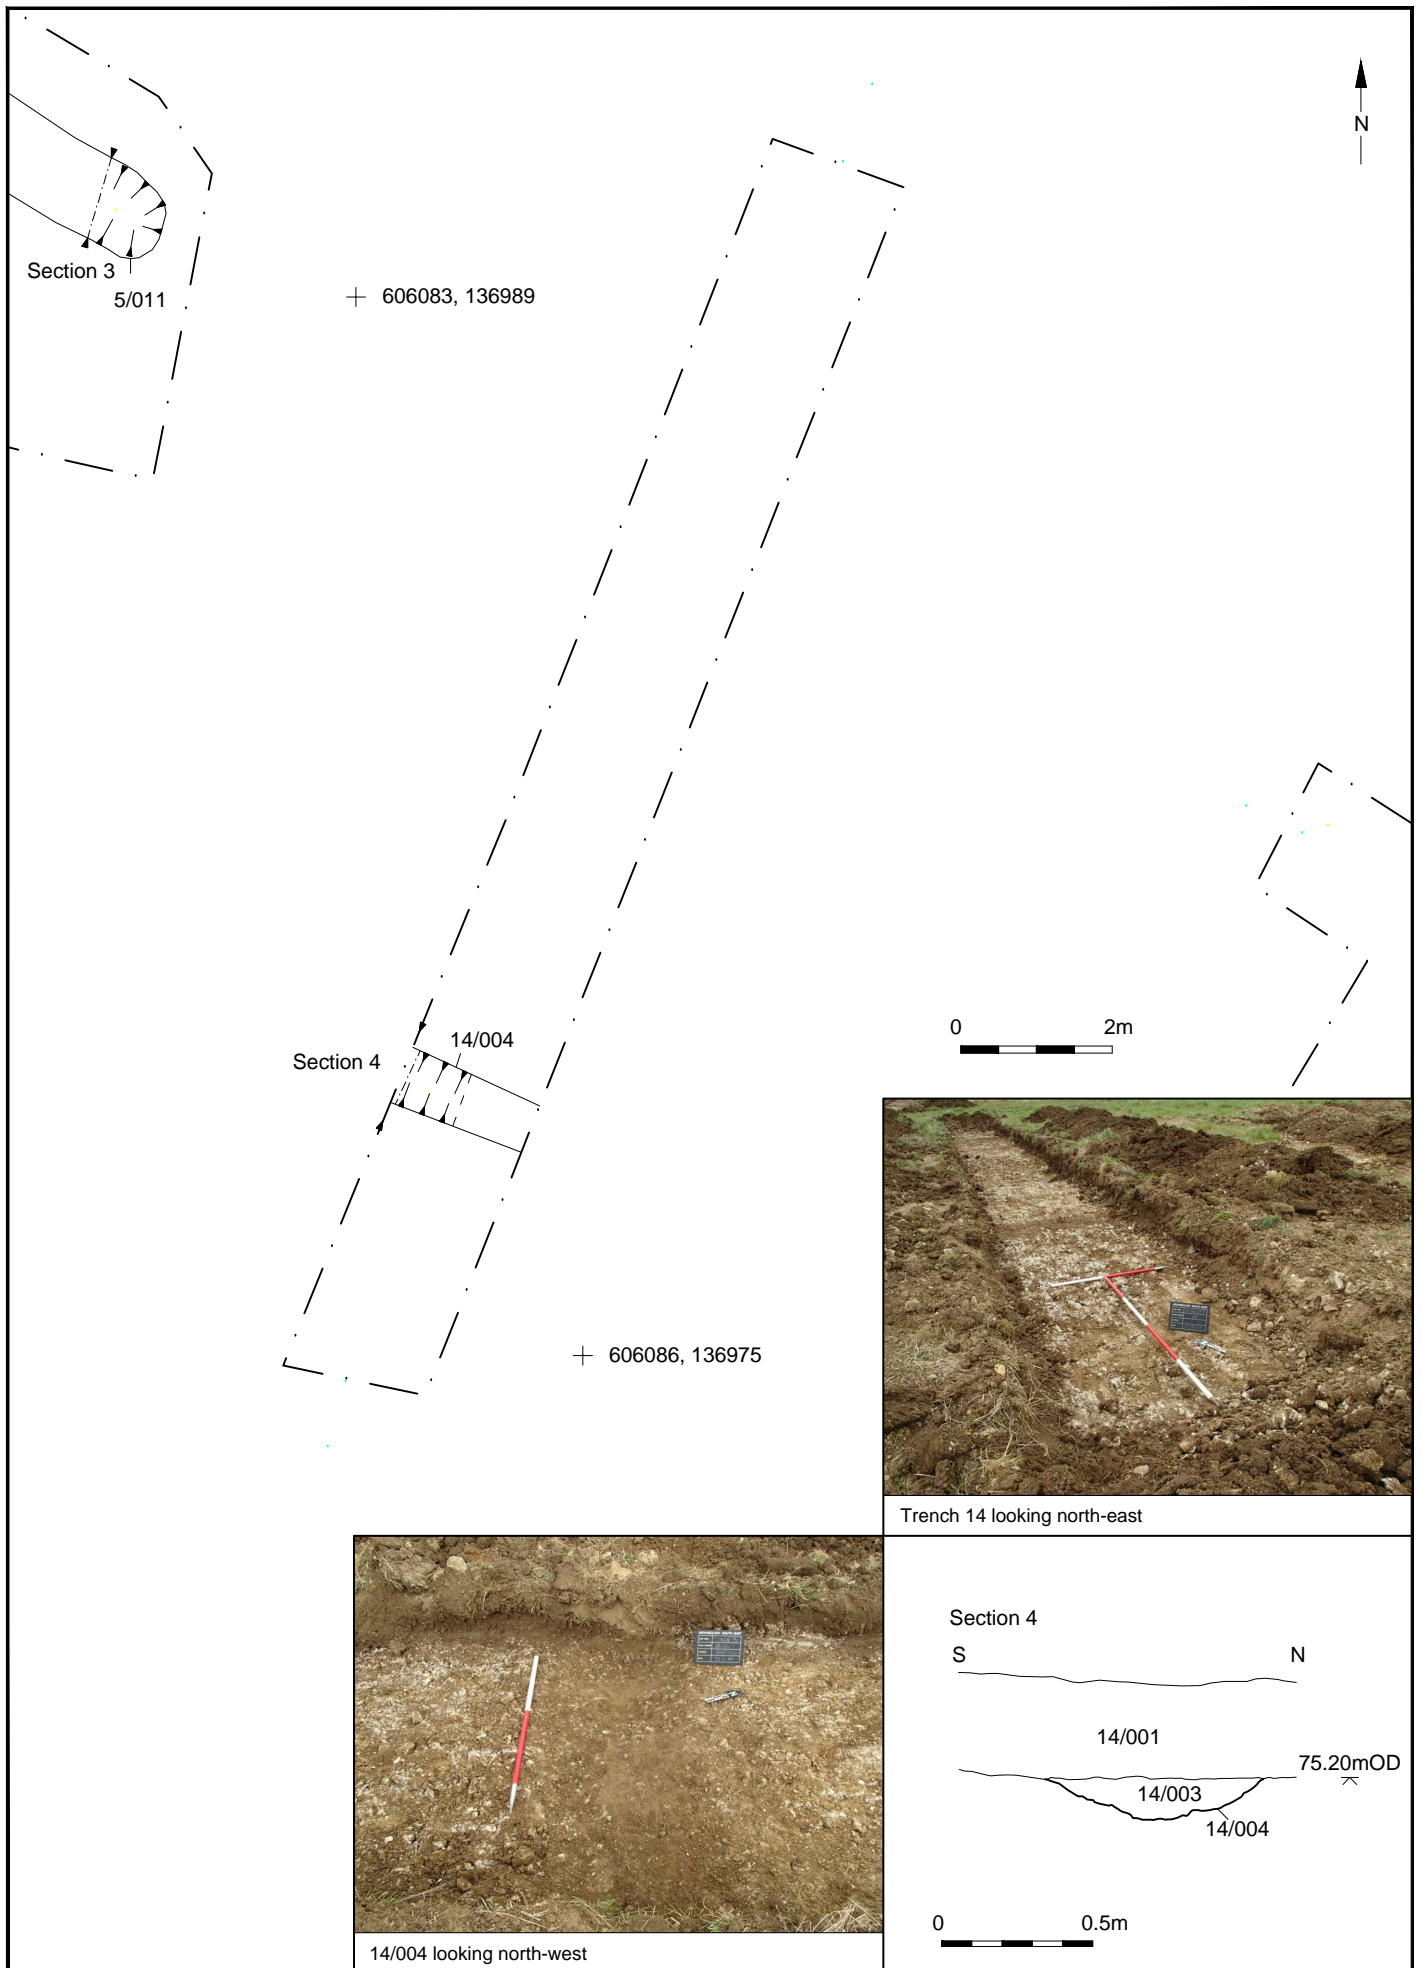 N
Section 3
5/011
606083, 136989
0 2m
14/004
Section 4
606086, 136975
Trench 14 looking north-east
Section 4
S N
14/001
75.20mOD
14/003
14/004
0 0.5m
14/004 looking north-west